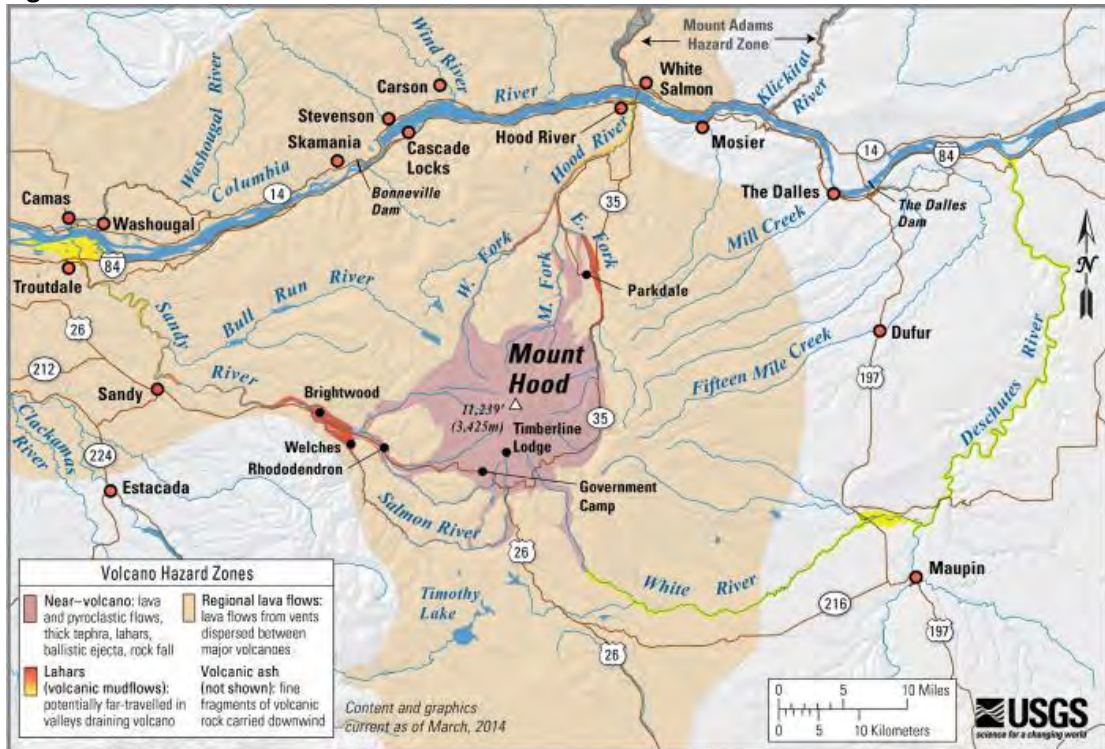 Mount Adams
Hazard Zone
Washougal River
Wind River
Carson
White
Salmon
Klickitat
River
Stevenson
River
Skamania
Hood River
Hood River
Cascade
Locks
Mosier
14
84
Columbia
14
Bonneville
Dam
Camas
Washougal
The Dalles
The Dalles
Dam
35
Mill Creek
N
84
Troutdale
W. Fork
M. Fork
E. Fork
Parkdale
Sandy
Bull Run River
26
Dufur
Fifteen Mile Creek
Mount
Hood
212
River
197
Deschutes
River
Sandy
Brightwood
11,239'
(3,425m)
Timberline
Lodge
35
Clackamas
River
Welches
Rhododendron
224
Estacada
Government
Camp
Salmon River
26
White River
Maupin
Timothy
Lake
216
197
26
Volcano Hazard Zones
Near–volcano: lava
and pyroclastic flows,
thick tephra, lahars,
ballistic ejecta, rock fall
Regional lava flows:
lava flows from vents
dispersed between
major volcanoes
Lahars
(volcanic mudflows):
potentially far-travelled in
valleys draining volcano
Volcanic ash
(not shown): fine
fragments of volcanic
rock carried downwind
Content and graphics
current as of March, 2014
0 5 10 Miles
0 5 10 Kilometers
USGS
science for a changing world